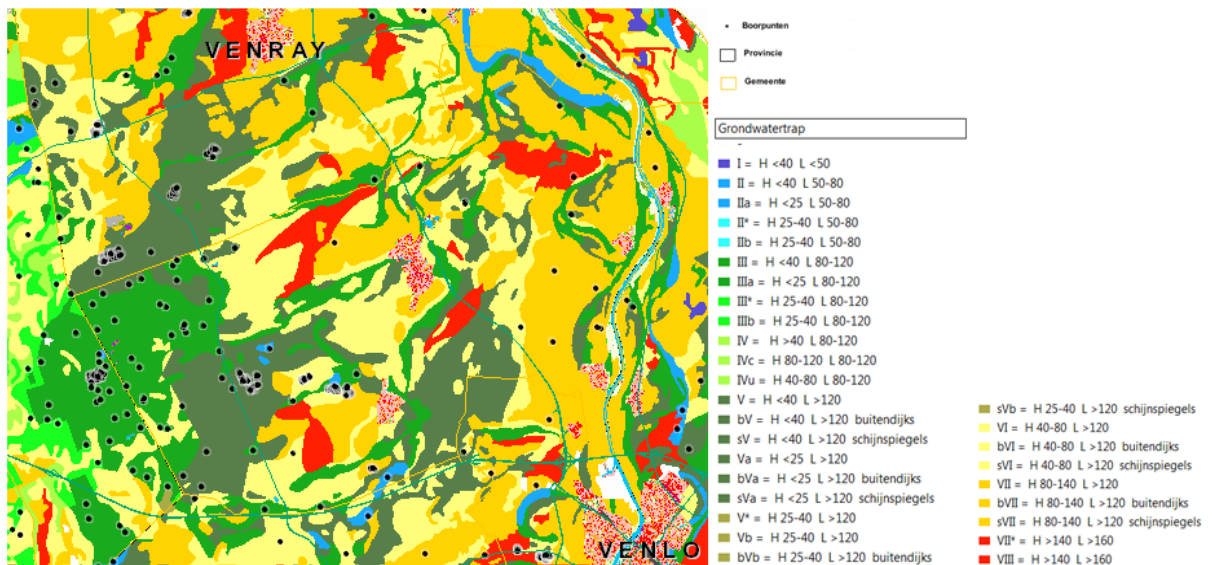 VENRAY
VENLO
Boorpunten
Provincie
Gemeente
Grondwatertrap
I = H <40 L <50
II = H <40 L 50-80
IIa = H <25 L 50-80
II* = H 25-40 L 50-80
IIb = H 25-40 L 50-80
III = H <40 L 80-120
IIIa = H <25 L 80-120
III* = H 25-40 L 80-120
IIIb = H 25-40 L 80-120
IV = H >40 L 80-120
IVc = H 80-120 L 80-120
IVu = H 40-80 L 80-120
V = H <40 L >120
bV = H <40 L >120 buitendijks
sV = H <40 L >120 schijnspiegels
Va = H <25 L >120
bVa = H <25 L >120 buitendijks
sVa = H <25 L >120 schijnspiegels
V* = H 25-40 L >120
Vb = H 25-40 L >120
bVb = H 25-40 L >120 buitendijks
sVb = H 25-40 L >120 schijnspiegels
VI = H 40-80 L >120
bVI = H 40-80 L >120 buitendijks
sVI = H 40-80 L >120 schijnspiegels
VII = H 80-140 L >120
bVII = H 80-140 L >120 buitendijks
sVII = H 80-140 L >120 schijnspiegels
VII* = H >140 L >160
VIII = H >140 L >160